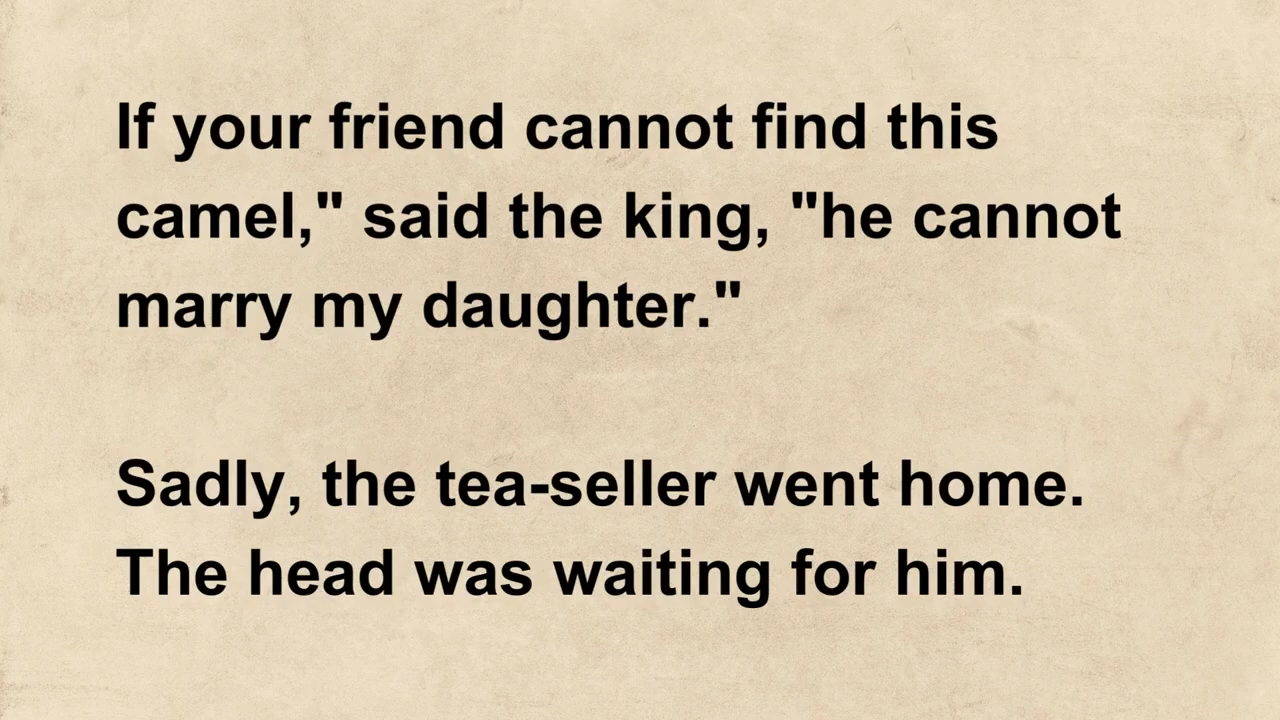 If your friend cannot find this
camel," said the king, "he cannot
marry my daughter."
Sadly, the tea-seller went home.
The head was waiting for him.